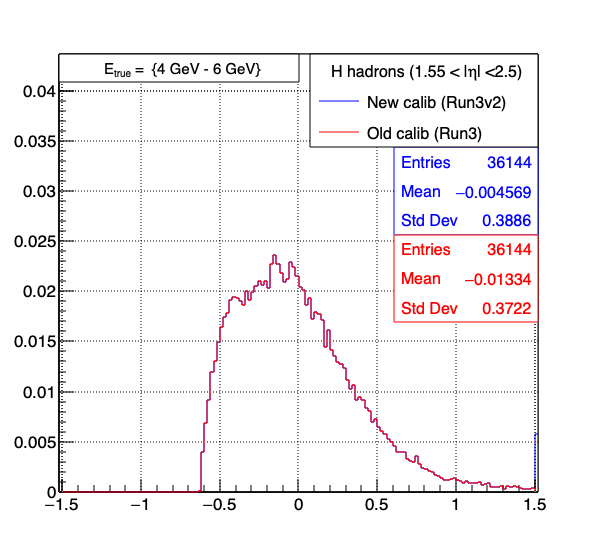 E_true = {4 GeV - 6 GeV}
H hadrons (1.55 < |η| <2.5)
New calib (Run3v2)
Old calib (Run3)
Entries 36144
Mean −0.004569
Std Dev 0.3886
Entries 36144
Mean −0.01334
Std Dev 0.3722
0.04
0.035
0.03
0.025
0.02
0.015
0.01
0.005
0
−1.5 −1 −0.5 0 0.5 1 1.5